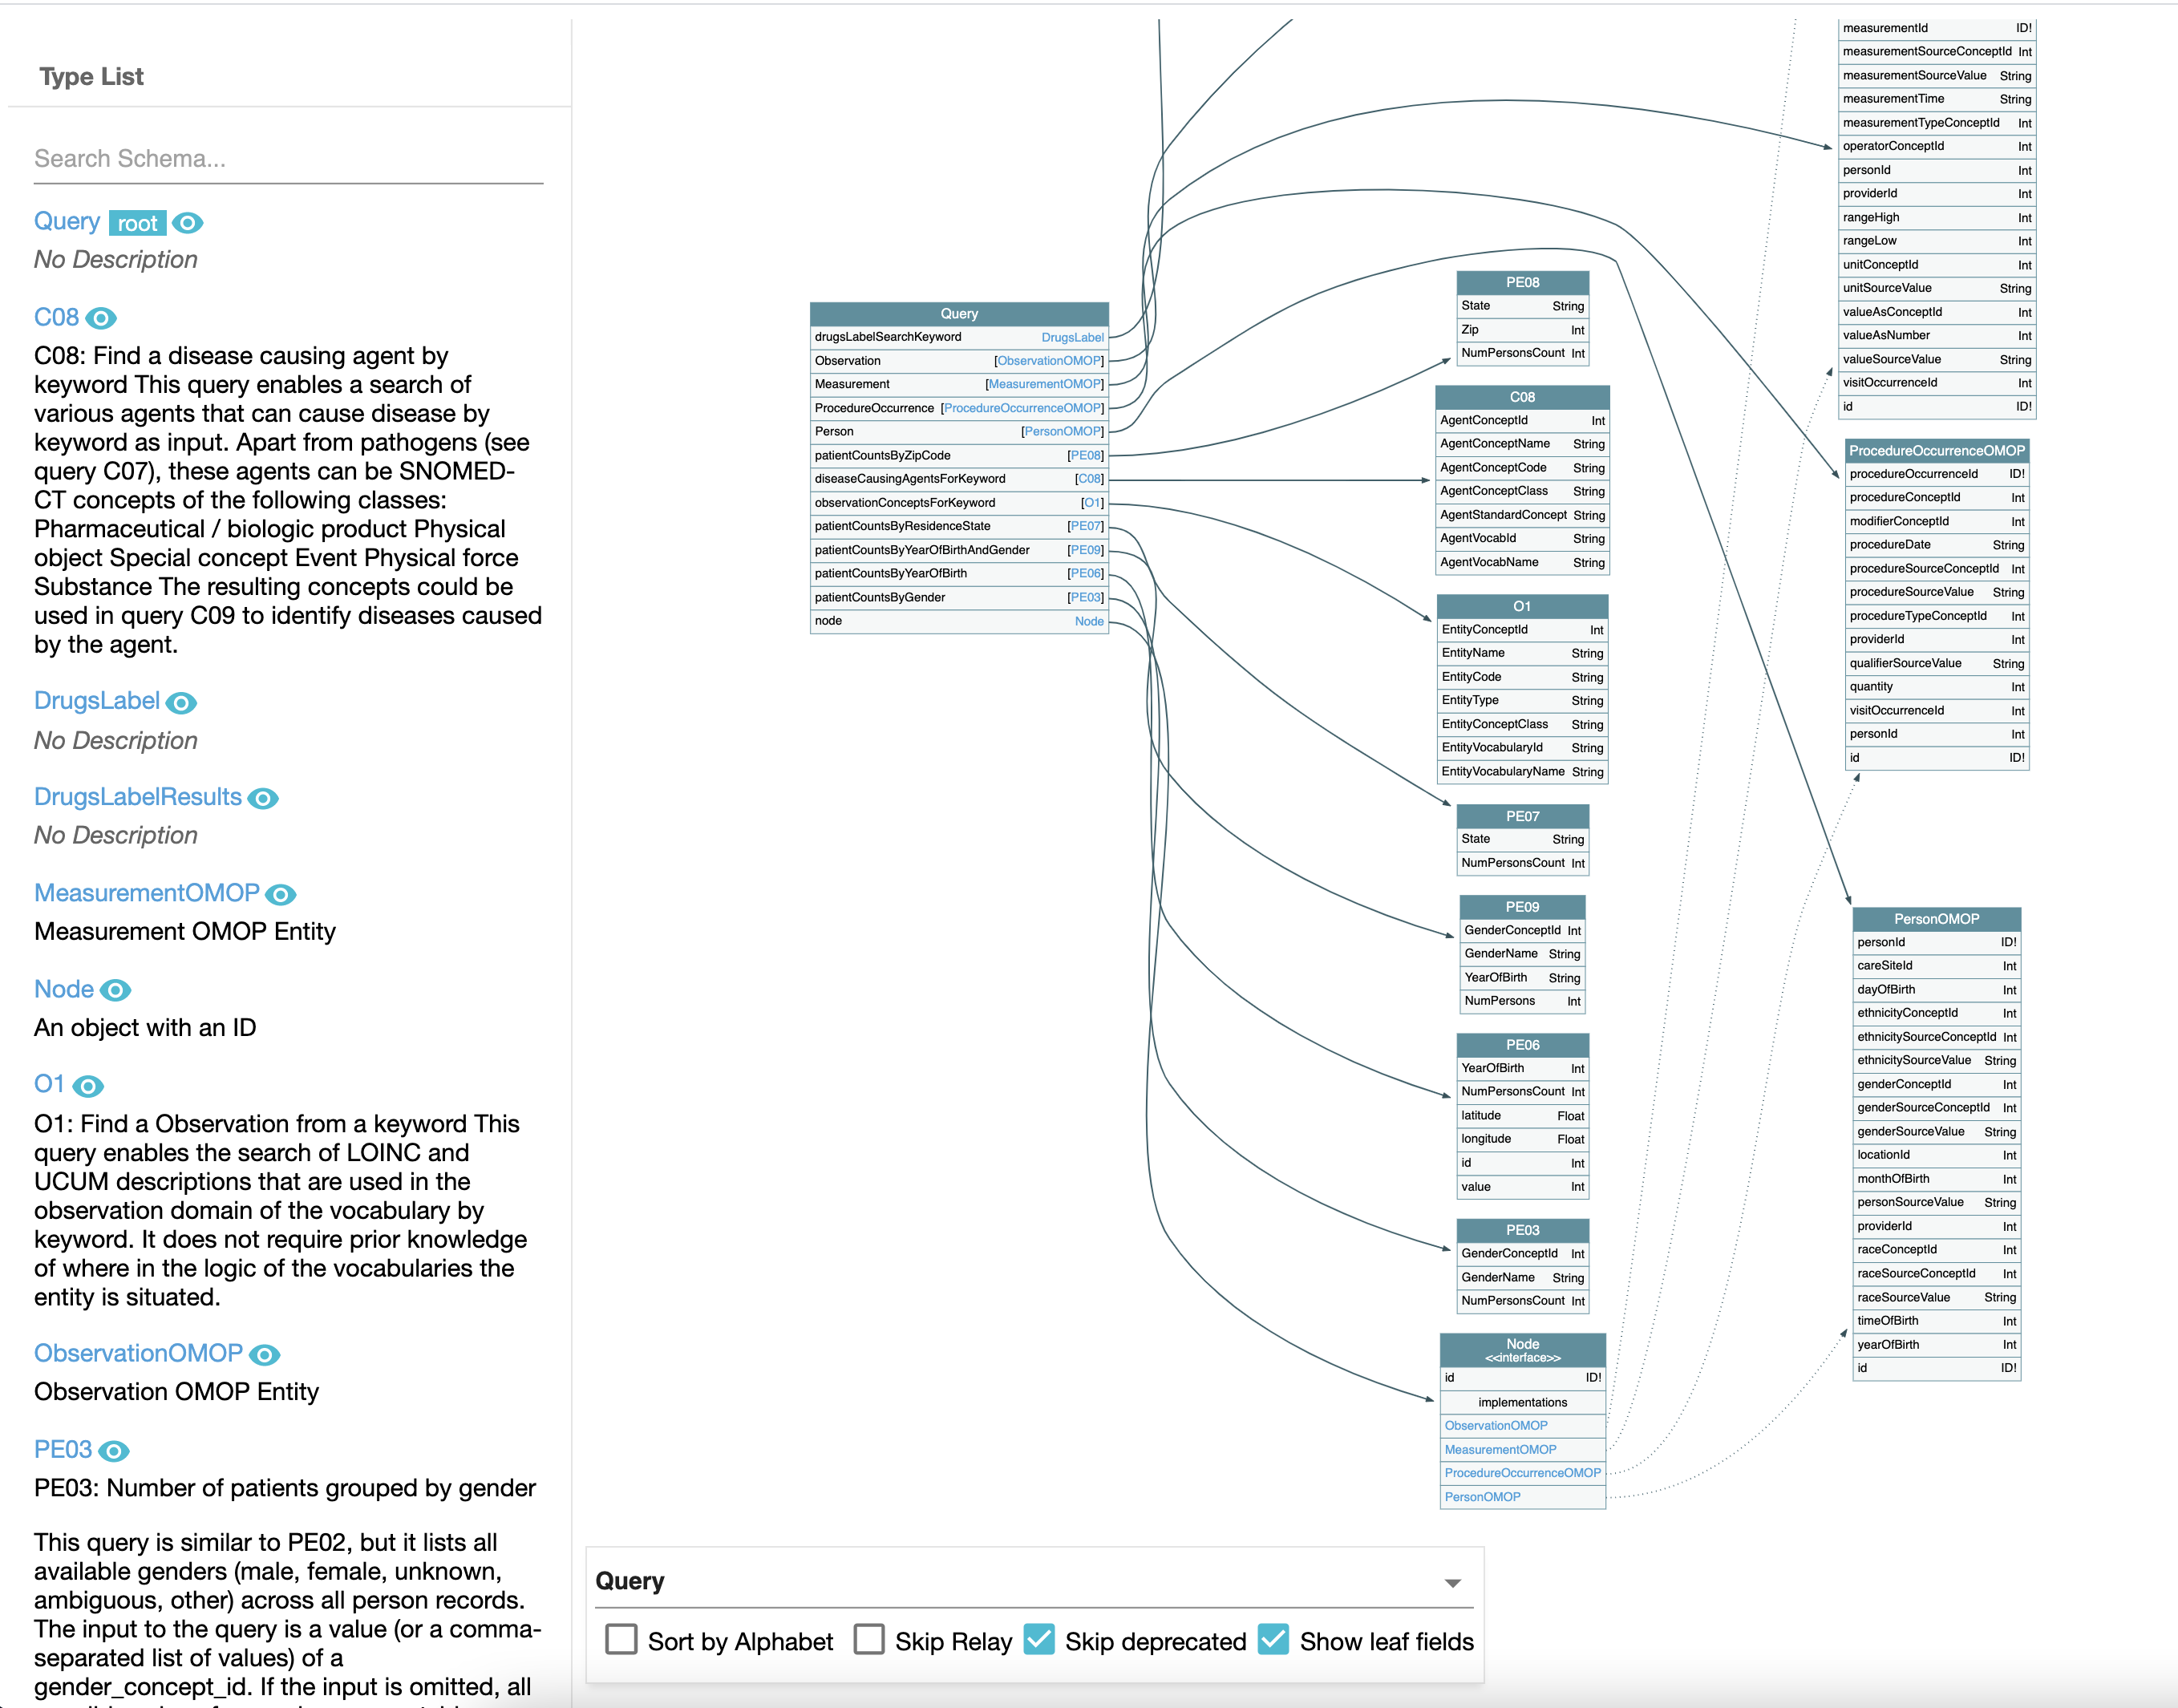 Type List
Search Schema...
Query root
No Description
C08
C08: Find a disease causing agent by
keyword This query enables a search of
various agents that can cause disease by
keyword as input. Apart from pathogens (see
query C07), these agents can be SNOMED-
CT concepts of the following classes:
Pharmaceutical / biologic product Physical
object Special concept Event Physical force
Substance The resulting concepts could be
used in query C09 to identify diseases caused
by the agent.
DrugsLabel
No Description
DrugsLabelResults
No Description
MeasurementOMOP
Measurement OMOP Entity
Node
An object with an ID
O1
O1: Find a Observation from a keyword This
query enables the search of LOINC and
UCUM descriptions that are used in the
observation domain of the vocabulary by
keyword. It does not require prior knowledge
of where in the logic of the vocabularies the
entity is situated.
ObservationOMOP
Observation OMOP Entity
PE03
PE03: Number of patients grouped by gender
This query is similar to PE02, but it lists all
available genders (male, female, unknown,
ambiguous, other) across all person records.
The input to the query is a value (or a comma-
separated list of values) of a
gender_concept_id. If the input is omitted, all
Query
drugsLabelSearchKeyword DrugsLabel
Observation [ObservationOMOP]
Measurement [MeasurementOMOP]
ProcedureOccurrence [ProcedureOccurrenceOMOP]
Person [PersonOMOP]
patientCountsByZipCode [PE08]
diseaseCausingAgentsForKeyword [C08]
observationConceptsForKeyword [O1]
patientCountsByResidenceState [PE07]
patientCountsByYearOfBirthAndGender [PE09]
patientCountsByYearOfBirth [PE06]
patientCountsByGender [PE03]
node Node
PE08
State String
Zip Int
NumPersonsCount Int
C08
AgentConceptId Int
AgentConceptName String
AgentConceptCode String
AgentConceptClass String
AgentStandardConcept String
AgentVocabId String
AgentVocabName String
O1
EntityConceptId Int
EntityName String
EntityCode String
EntityType String
EntityConceptClass String
EntityVocabularyId String
EntityVocabularyName String
PE07
State String
NumPersonsCount Int
PE09
GenderConceptId Int
GenderName String
YearOfBirth String
NumPersons Int
PE06
YearOfBirth Int
NumPersonsCount Int
latitude Float
longitude Float
id Int
value Int
PE03
GenderConceptId Int
GenderName String
NumPersonsCount Int
Node
<<interface>>
id ID!
implementations
ObservationOMOP
MeasurementOMOP
ProcedureOccurrenceOMOP
PersonOMOP
measurementId ID!
measurementSourceConceptId Int
measurementSourceValue String
measurementTime String
measurementTypeConceptId Int
operatorConceptId Int
personId Int
providerId Int
rangeHigh Int
rangeLow Int
unitConceptId Int
unitSourceValue String
valueAsConceptId Int
valueAsNumber Int
valueSourceValue String
visitOccurrenceId Int
id ID!
ProcedureOccurrenceOMOP
procedureOccurrenceId ID!
procedureConceptId Int
modifierConceptId Int
procedureDate String
procedureSourceConceptId Int
procedureSourceValue String
procedureTypeConceptId Int
providerId Int
qualifierSourceValue String
quantity Int
visitOccurrenceId Int
personId Int
id ID!
PersonOMOP
personId ID!
careSiteId Int
dayOfBirth Int
ethnicityConceptId Int
ethnicitySourceConceptId Int
ethnicitySourceValue String
genderConceptId Int
genderSourceConceptId Int
genderSourceValue String
locationId Int
monthOfBirth Int
personSourceValue String
providerId Int
raceConceptId Int
raceSourceConceptId Int
raceSourceValue String
timeOfBirth Int
yearOfBirth Int
id ID!
Query
Sort by Alphabet Skip Relay Skip deprecated Show leaf fields